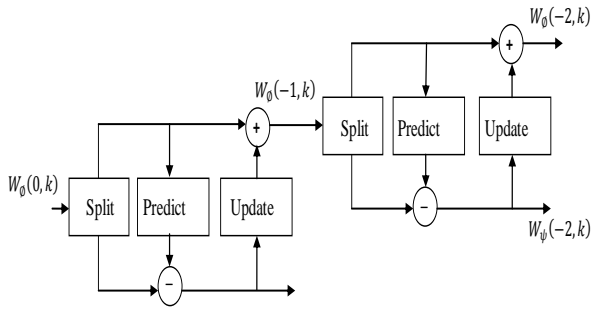 W∅(-2, k)
+
W∅(-1, k)
Split Predict Update
+
W∅(0, k)
Split Predict Update
−
Wψ(-2, k)
−